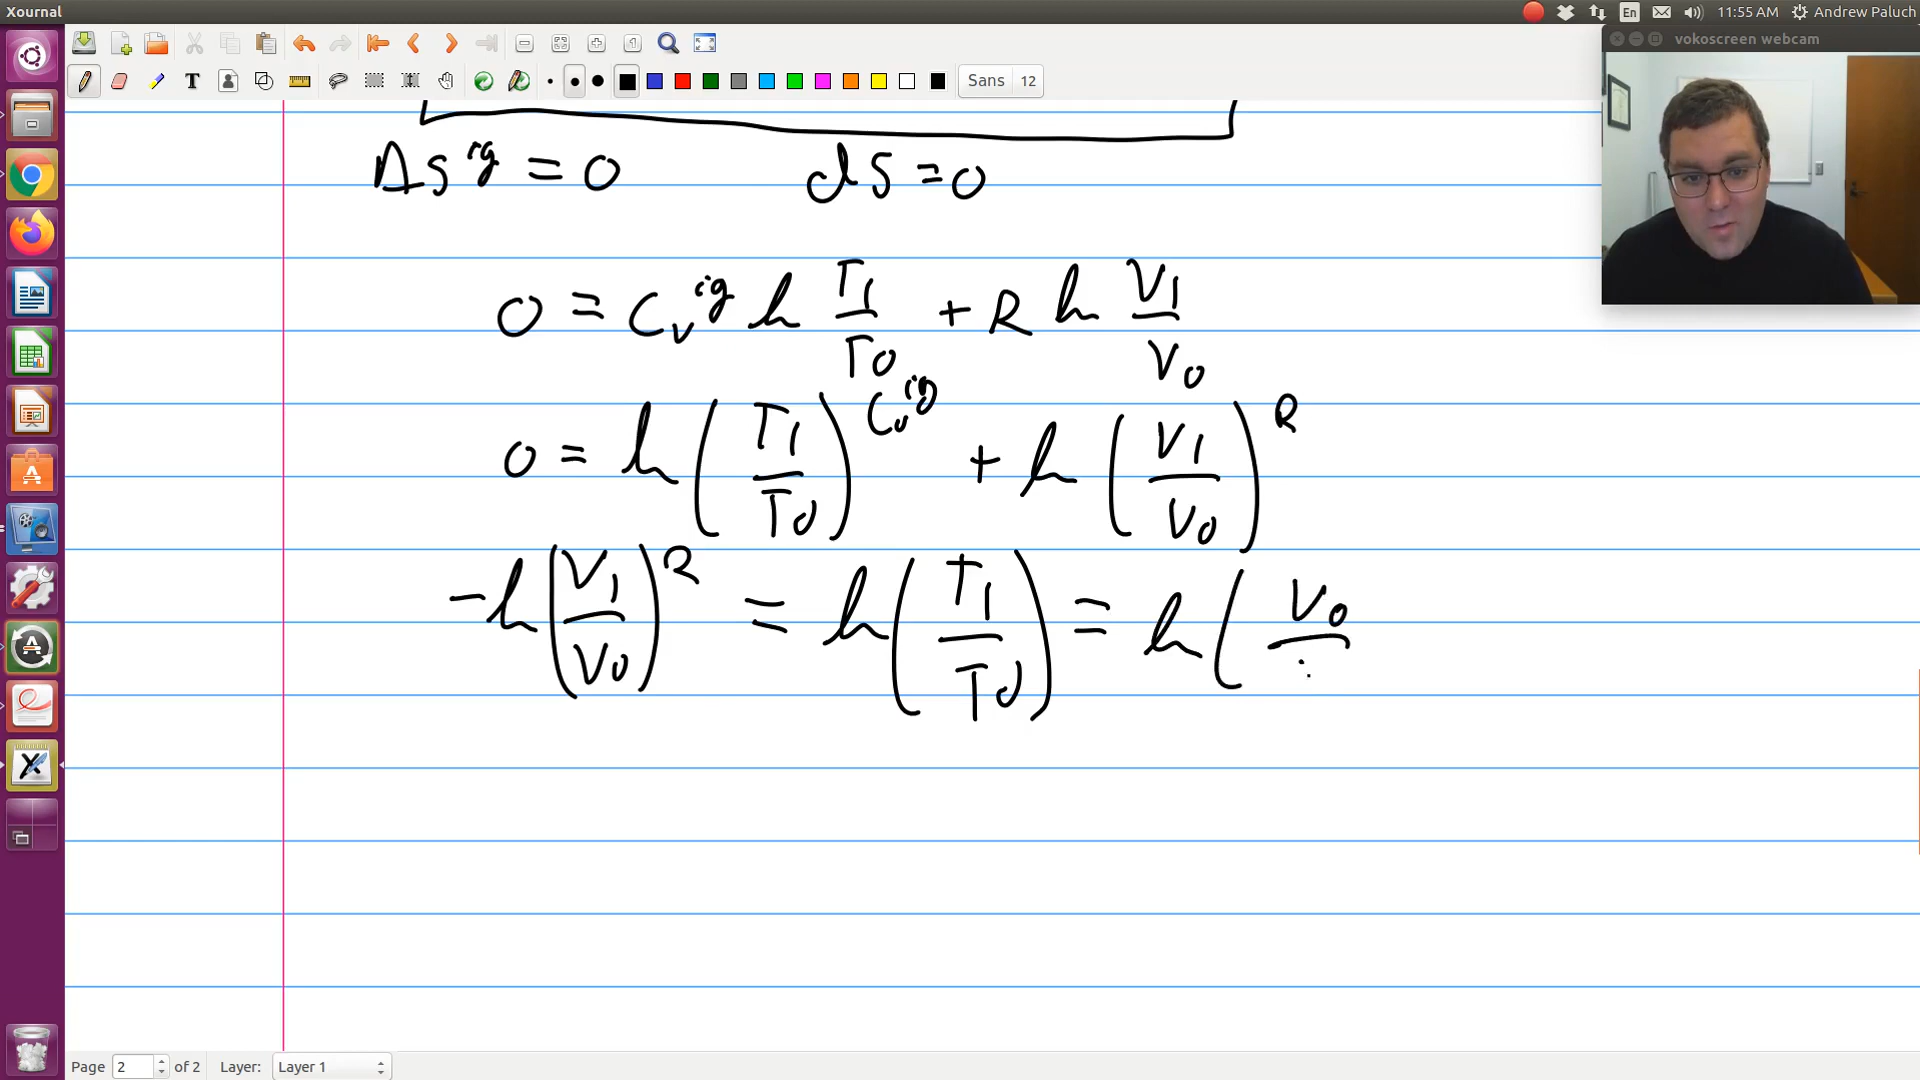 Xournal
En 11:55 AM Andrew Paluch
vokoscreen webcam
T Sans 12
ΔS^ig = 0 dS = 0
0 = C_v^ig ln T1/T0 + R ln V1/V0
0 = ln (T1/T0)^C_v^ig + ln (V1/V0)^R
-ln (V1/V0)^R = ln (T1/T0) = ln ( V0/
Page 2 of 2 Layer: Layer 1